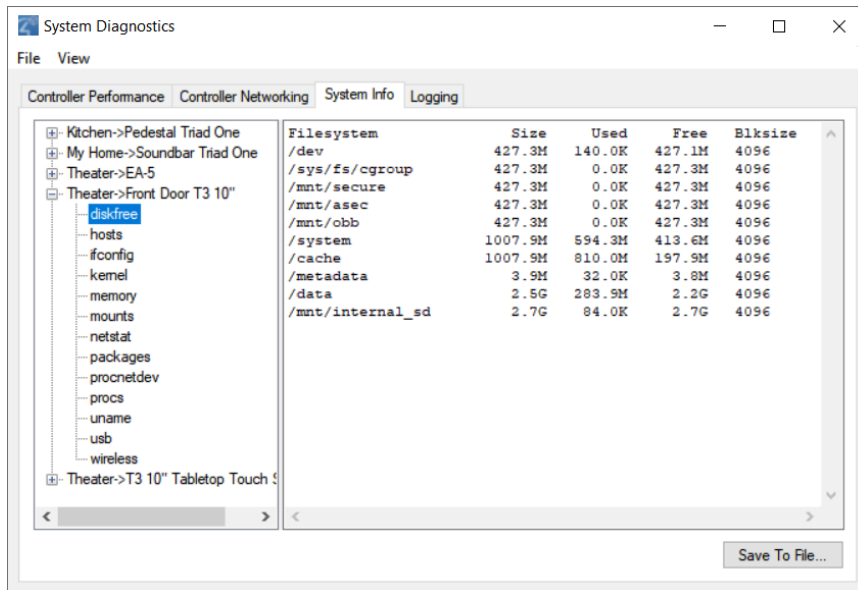 System Diagnostics
File View
Controller Performance Controller Networking System Info Logging
Kitchen->Pedestal Triad One
My Home->Soundbar Triad One
Theater->EA-5
Theater->Front Door T3 10"
diskfree
hosts
ifconfig
kernel
memory
mounts
netstat
packages
procnetdev
procs
uname
usb
wireless
Theater->T3 10" Tabletop Touch S
Filesystem Size Used Free Blksize
/dev 427.3M 140.0K 427.1M 4096
/sys/fs/cgroup 427.3M 0.0K 427.3M 4096
/mnt/secure 427.3M 0.0K 427.3M 4096
/mnt/asec 427.3M 0.0K 427.3M 4096
/mnt/obb 427.3M 0.0K 427.3M 4096
/system 1007.9M 594.3M 413.6M 4096
/cache 1007.9M 810.0M 197.9M 4096
/metadata 3.9M 32.0K 3.8M 4096
/data 2.5G 283.9M 2.2G 4096
/mnt/internal_sd 2.7G 84.0K 2.7G 4096
Save To File...